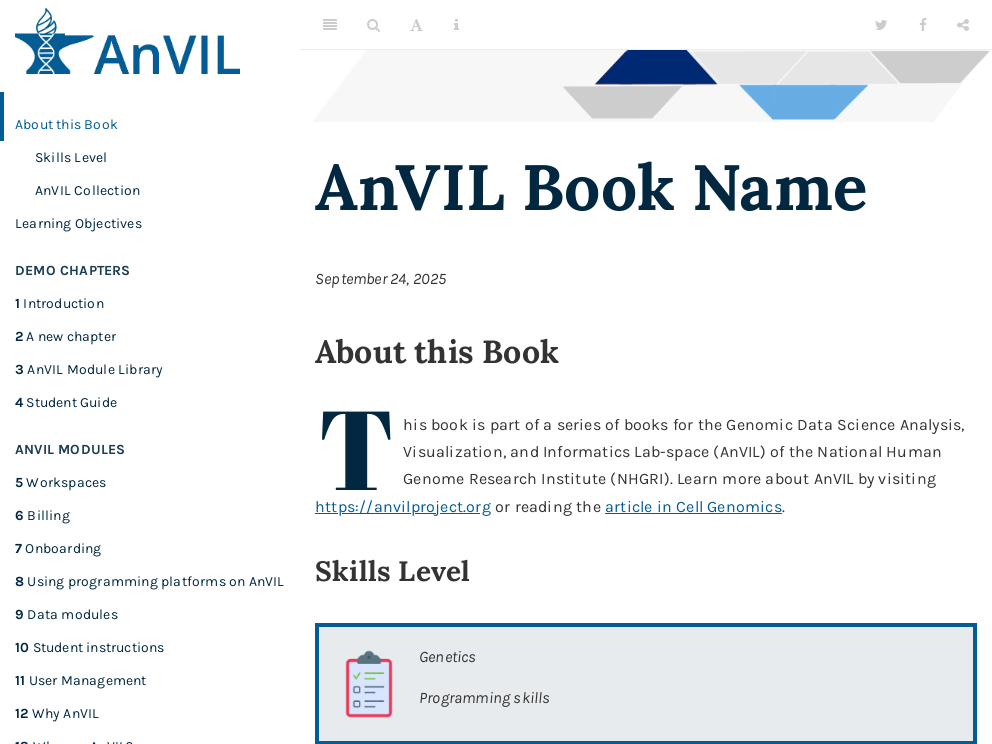 AnVIL
About this Book
Skills Level
AnVIL Collection
Learning Objectives
DEMO CHAPTERS
1 Introduction
2 A new chapter
3 AnVIL Module Library
4 Student Guide
ANVIL MODULES
5 Workspaces
6 Billing
7 Onboarding
8 Using programming platforms on AnVIL
9 Data modules
10 Student instructions
11 User Management
12 Why AnVIL
AnVIL Book Name
September 24, 2025
About this Book
This book is part of a series of books for the Genomic Data Science Analysis,
Visualization, and Informatics Lab-space (AnVIL) of the National Human
Genome Research Institute (NHGRI). Learn more about AnVIL by visiting
https://anvilproject.org or reading the article in Cell Genomics.
Skills Level
Genetics
Programming skills